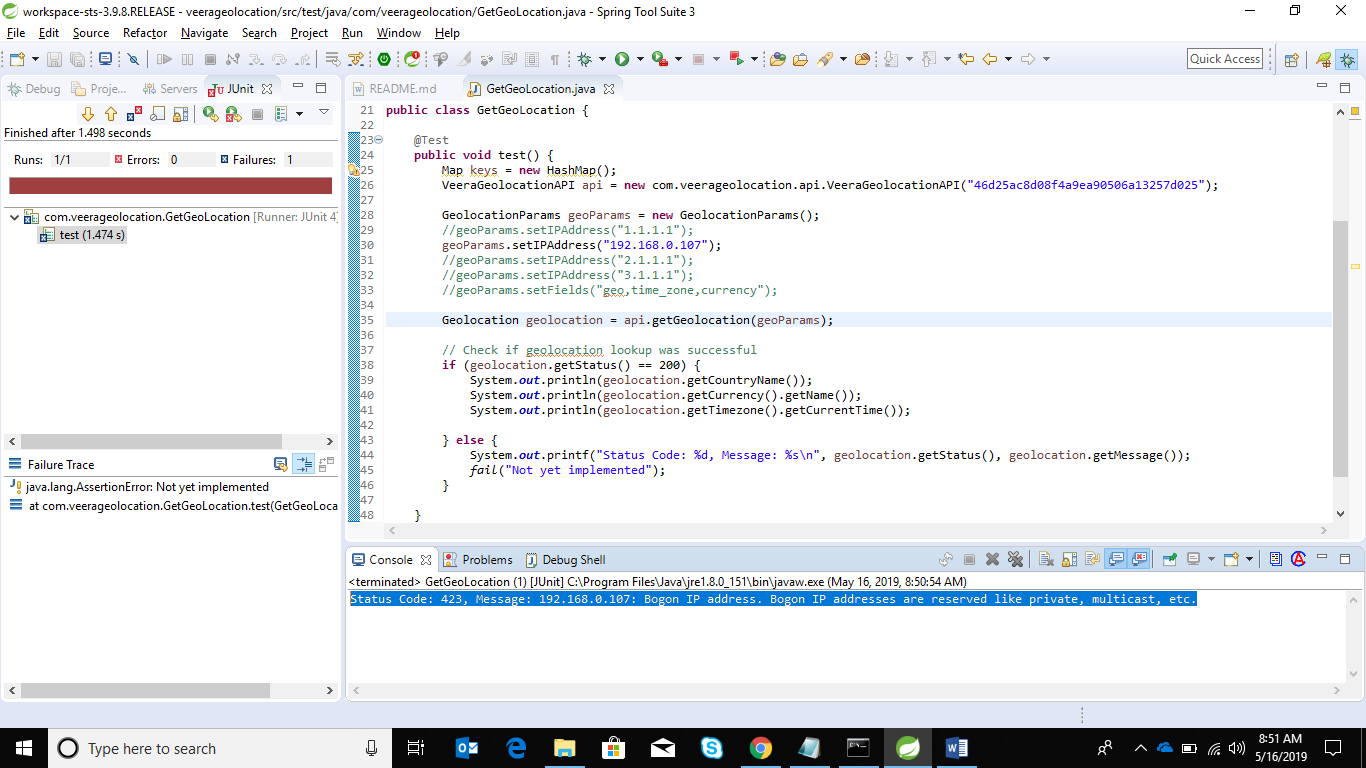 workspace-sts-3.9.8.RELEASE - veerageolocation/src/test/java/com/veerageolocation/GetGeoLocation.java - Spring Tool Suite 3
File Edit Source Refactor Navigate Search Project Run Window Help
Quick Access
Debug Proje... Servers JUnit
Finished after 1.498 seconds
Runs: 1/1 Errors: 0 Failures: 1
com.veerageolocation.GetGeoLocation [Runner: JUnit 4]
test (1.474 s)
Failure Trace
java.lang.AssertionError: Not yet implemented
at com.veerageolocation.GetGeoLocation.test(GetGeoLoca
README.md GetGeoLocation.java
21 public class GetGeoLocation {
22
23 @Test
24 public void test() {
25 Map keys = new HashMap();
26 VeeraGeolocationAPI api = new com.veerageolocation.api.VeeraGeolocationAPI("46d25ac8d08f4a9ea90506a13257d025");
27
28 GeolocationParams geoParams = new GeolocationParams();
29 //geoParams.setIPAddress("1.1.1.1");
30 geoParams.setIPAddress("192.168.0.107");
31 //geoParams.setIPAddress("2.1.1.1");
32 //geoParams.setIPAddress("3.1.1.1");
33 //geoParams.setFields("geo,time_zone,currency");
34
35 Geolocation geolocation = api.getGeolocation(geoParams);
36
37 // Check if geolocation lookup was successful
38 if (geolocation.getStatus() == 200) {
39 System.out.println(geolocation.getCountryName());
40 System.out.println(geolocation.getCurrency().getName());
41 System.out.println(geolocation.getTimezone().getCurrentTime());
42
43 } else {
44 System.out.printf("Status Code: %d, Message: %s\n", geolocation.getStatus(), geolocation.getMessage());
45 fail("Not yet implemented");
46 }
47
48 }
Console Problems Debug Shell
<terminated> GetGeoLocation (1) [JUnit] C:\Program Files\Java\jre1.8.0_151\bin\javaw.exe (May 16, 2019, 8:50:54 AM)
Status Code: 423, Message: 192.168.0.107: Bogon IP address. Bogon IP addresses are reserved like private, multicast, etc.
Type here to search
8:51 AM
5/16/2019